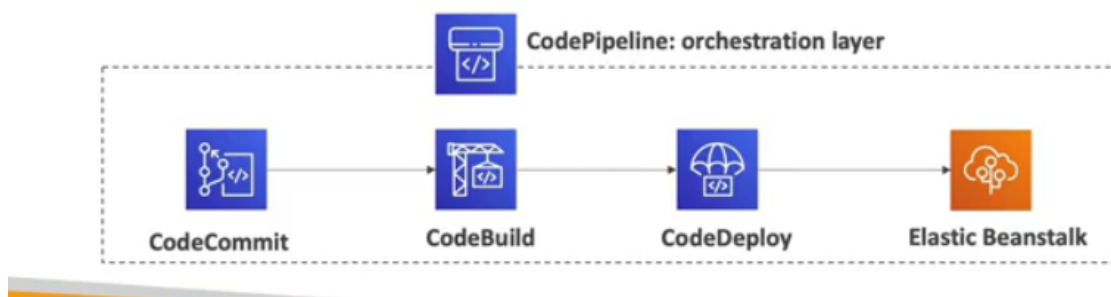 CodePipeline: orchestration layer
CodeCommit
CodeBuild
CodeDeploy
Elastic Beanstalk